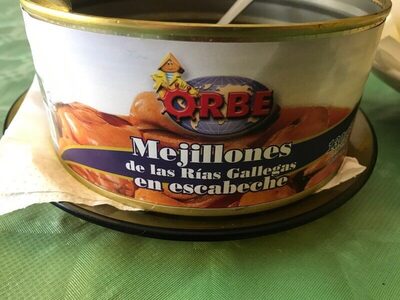 ORBE
Mejillones
de las Rías Gallegas
en escabeche